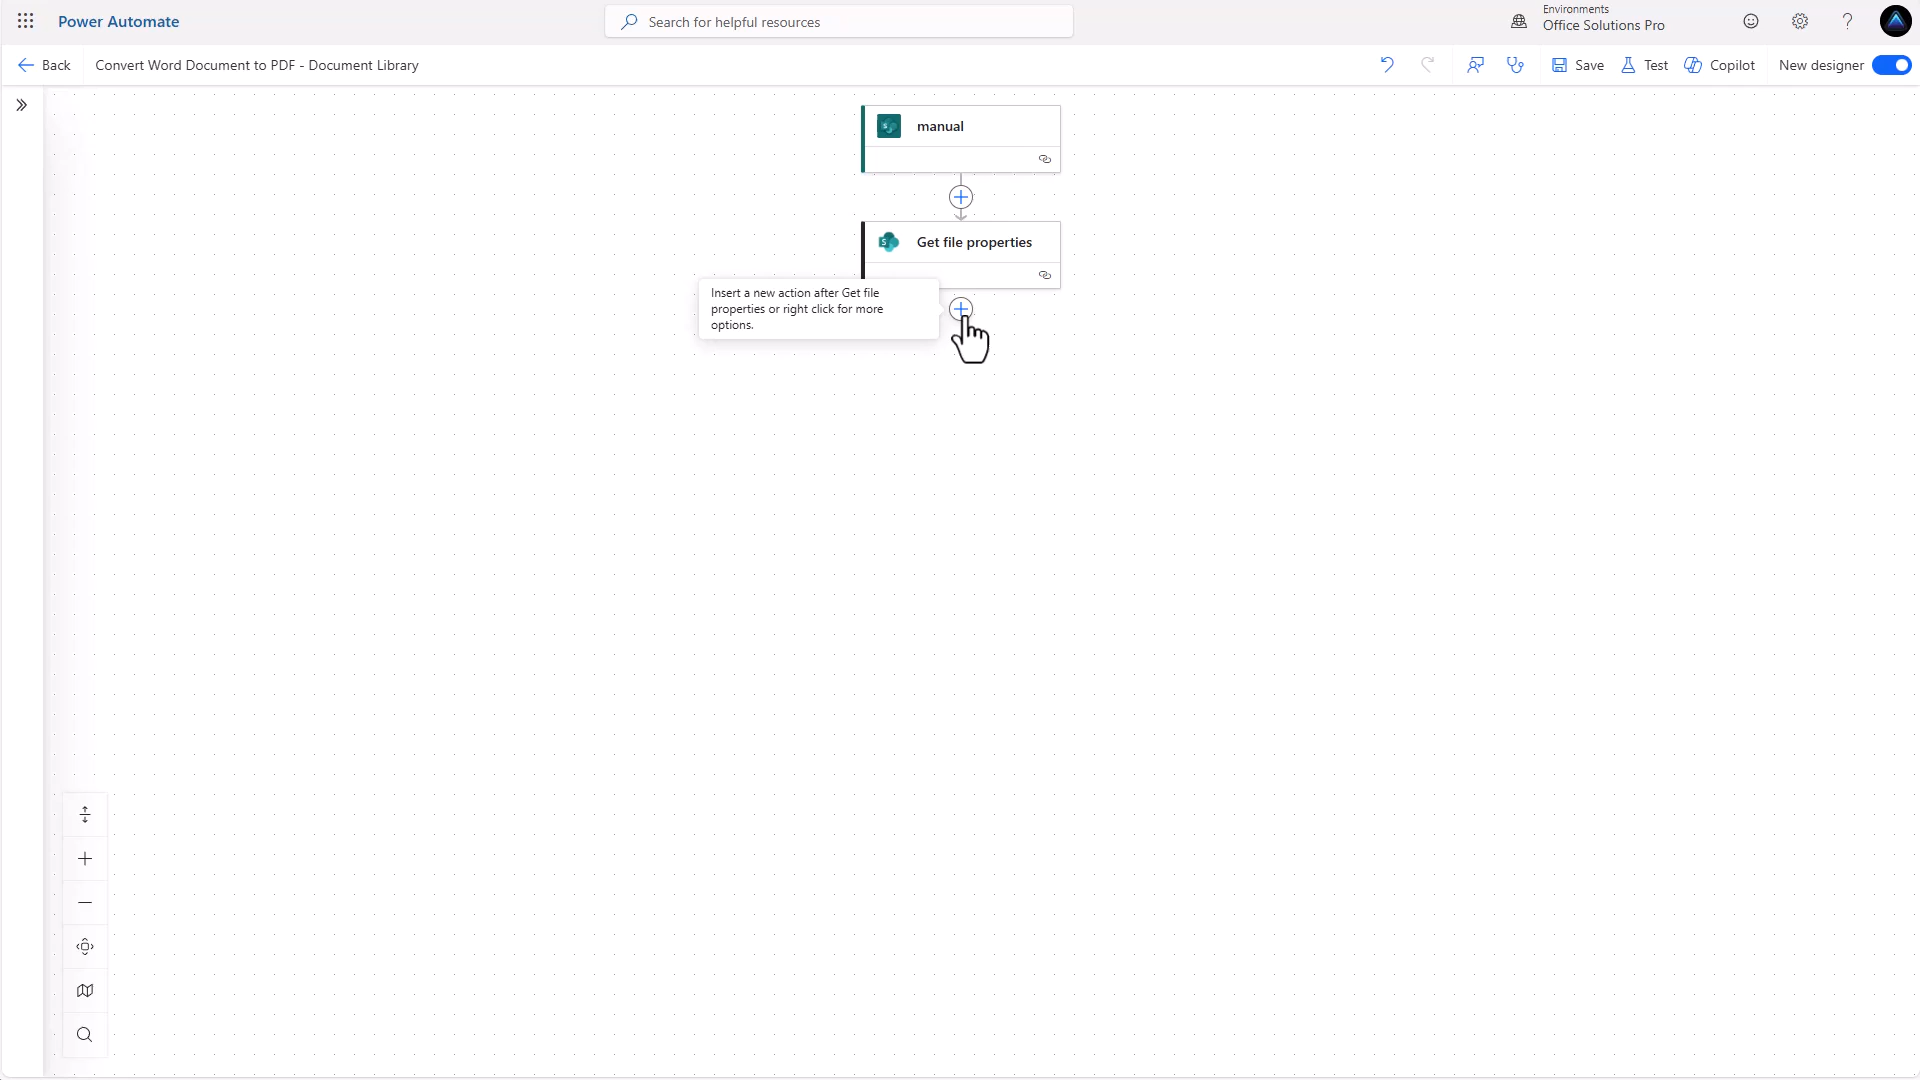 Power Automate
Search for helpful resources
Environments
Office Solutions Pro
Back
Convert Word Document to PDF - Document Library
Save
Test
Copilot
New designer
manual
Get file properties
Insert a new action after Get file
properties or right click for more
options.